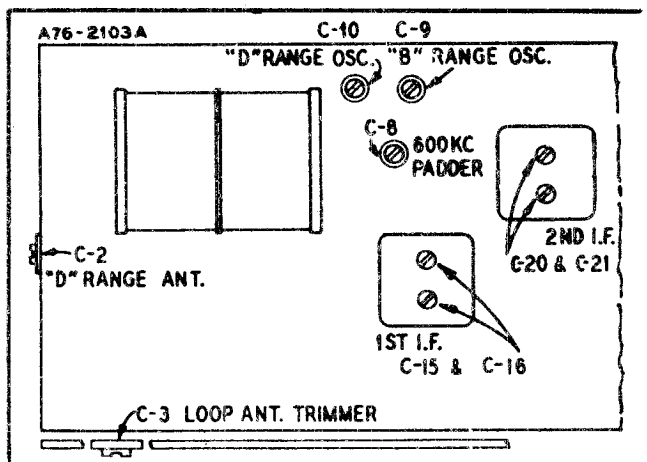 A76-2103A
C-10 C-9
"D" RANGE OSC. "B" RANGE OSC.
C-8
600KC
PADDER
2ND I.F.
C-20 & C-21
C-2
"D" RANGE ANT.
1ST I.F.
C-15 & C-16
C-3 LOOP ANT. TRIMMER